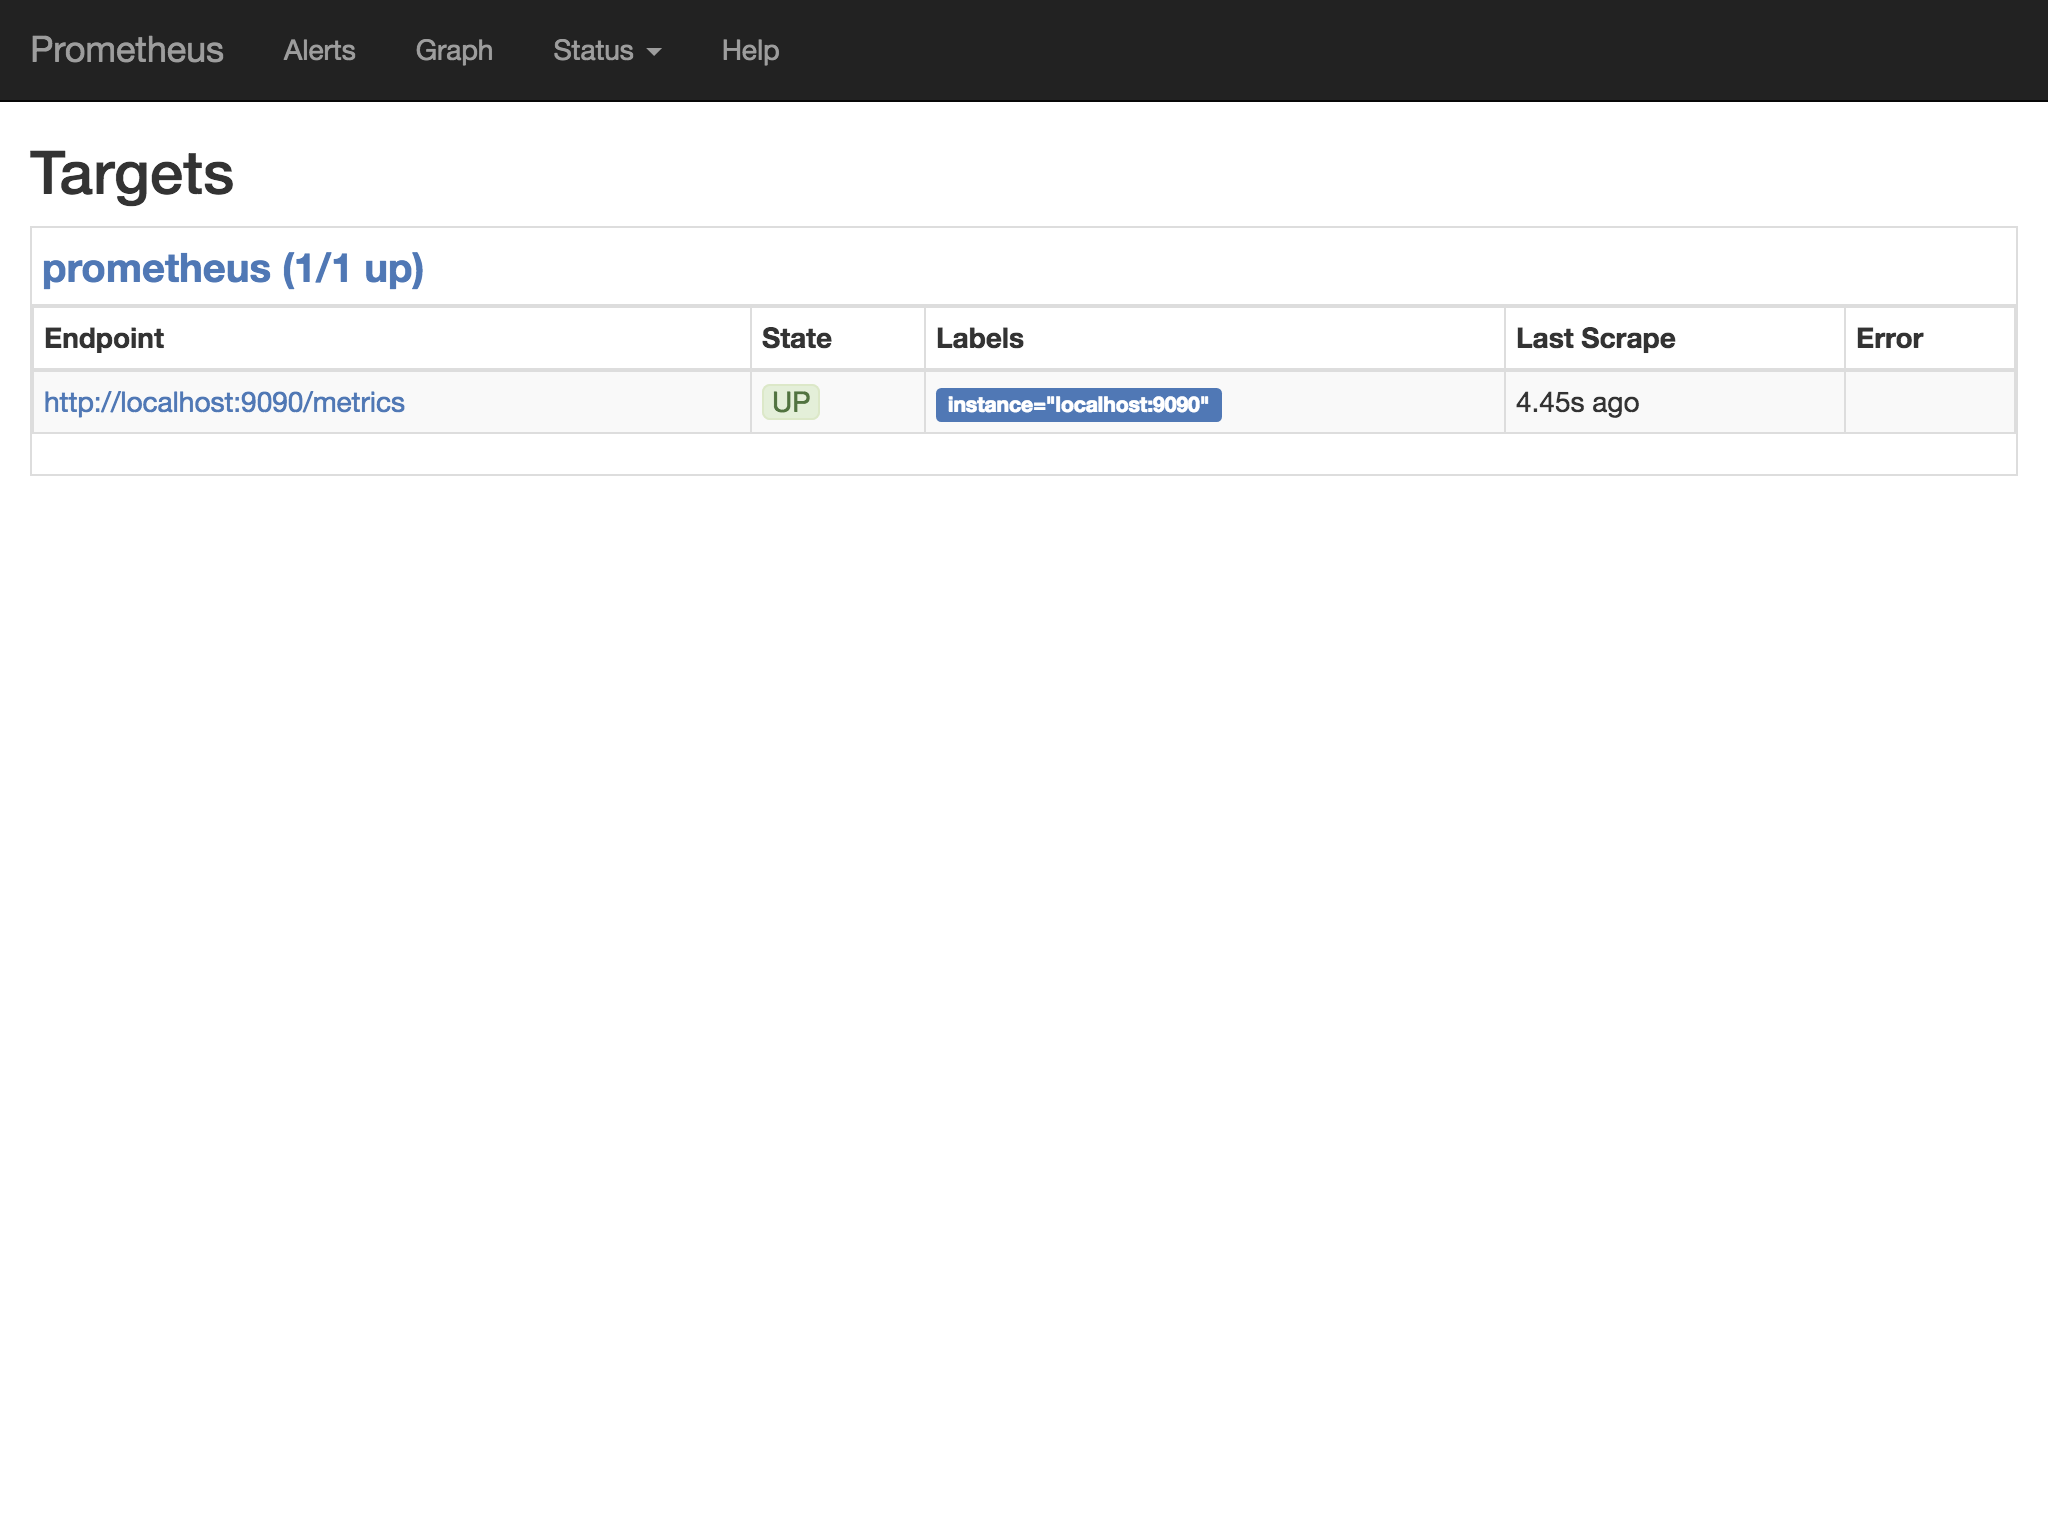 Prometheus Alerts Graph Status Help
Targets
prometheus (1/1 up)
Endpoint State Labels Last Scrape Error
http://localhost:9090/metrics UP instance="localhost:9090" 4.45s ago